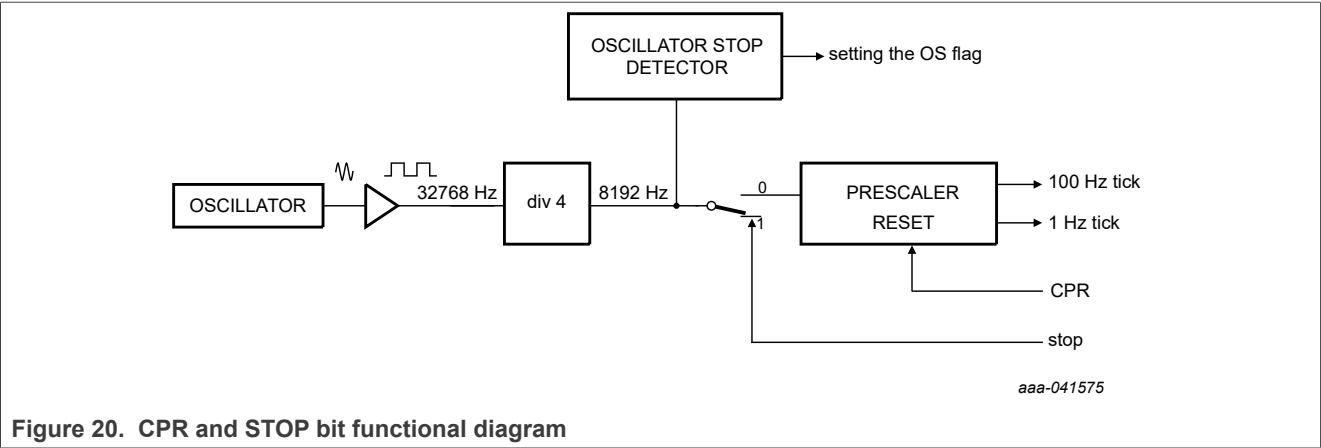 OSCILLATOR STOP
DETECTOR
setting the OS flag
OSCILLATOR
32768 Hz
div 4
8192 Hz
0
1
PRESCALER
RESET
100 Hz tick
1 Hz tick
CPR
stop
aaa-041575
Figure 20. CPR and STOP bit functional diagram